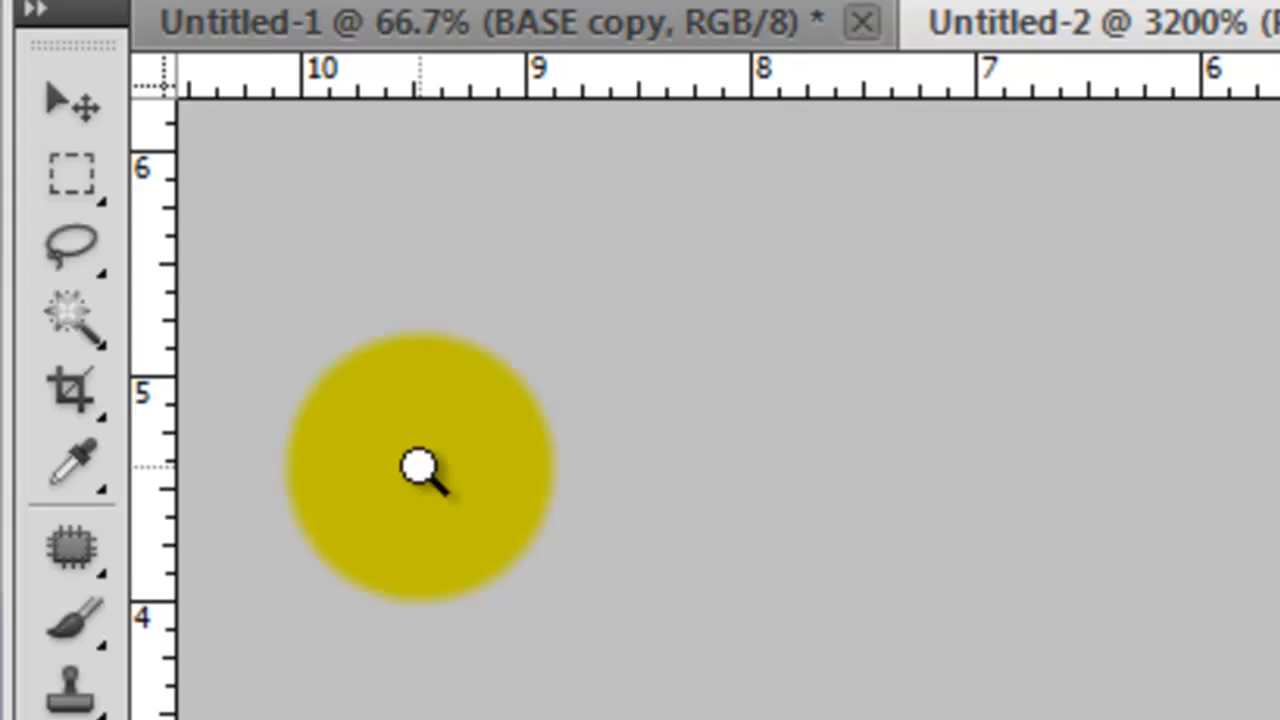 Untitled-1 @ 66.7% (BASE copy, RGB/8) *
Untitled-2 @ 3200% (
10 9 8 7 6
6
5
4